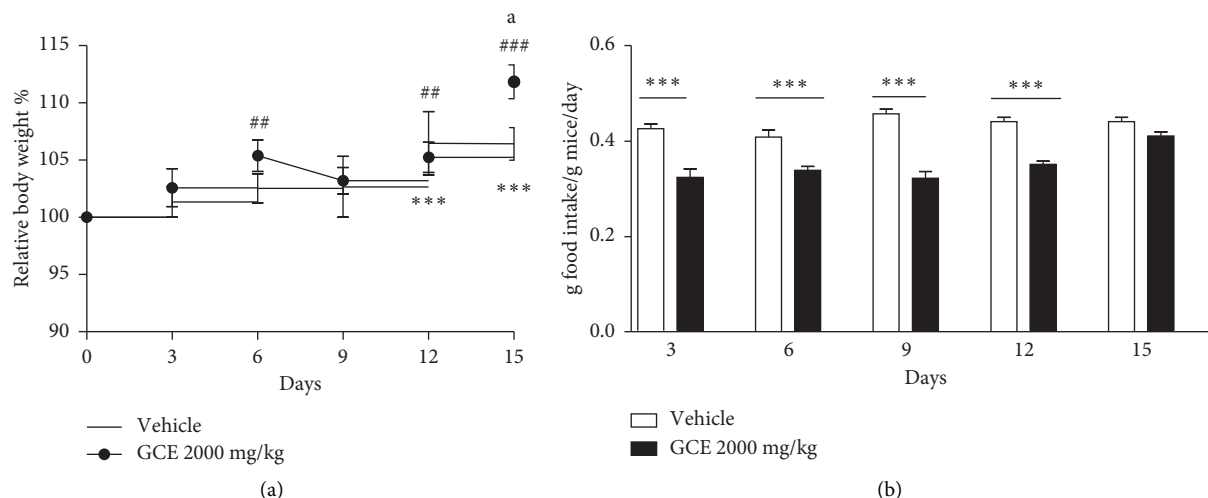 a
115
###
110
##
##
105
100
***
***
95
90
0
3
6
9
12
15
Relative body weight %
Days
Vehicle
GCE 2000 mg/kg
(a)
0.6
***
***
***
***
0.4
0.2
0.0
3
6
9
12
15
g food intake/g mice/day
Days
Vehicle
GCE 2000 mg/kg
(b)